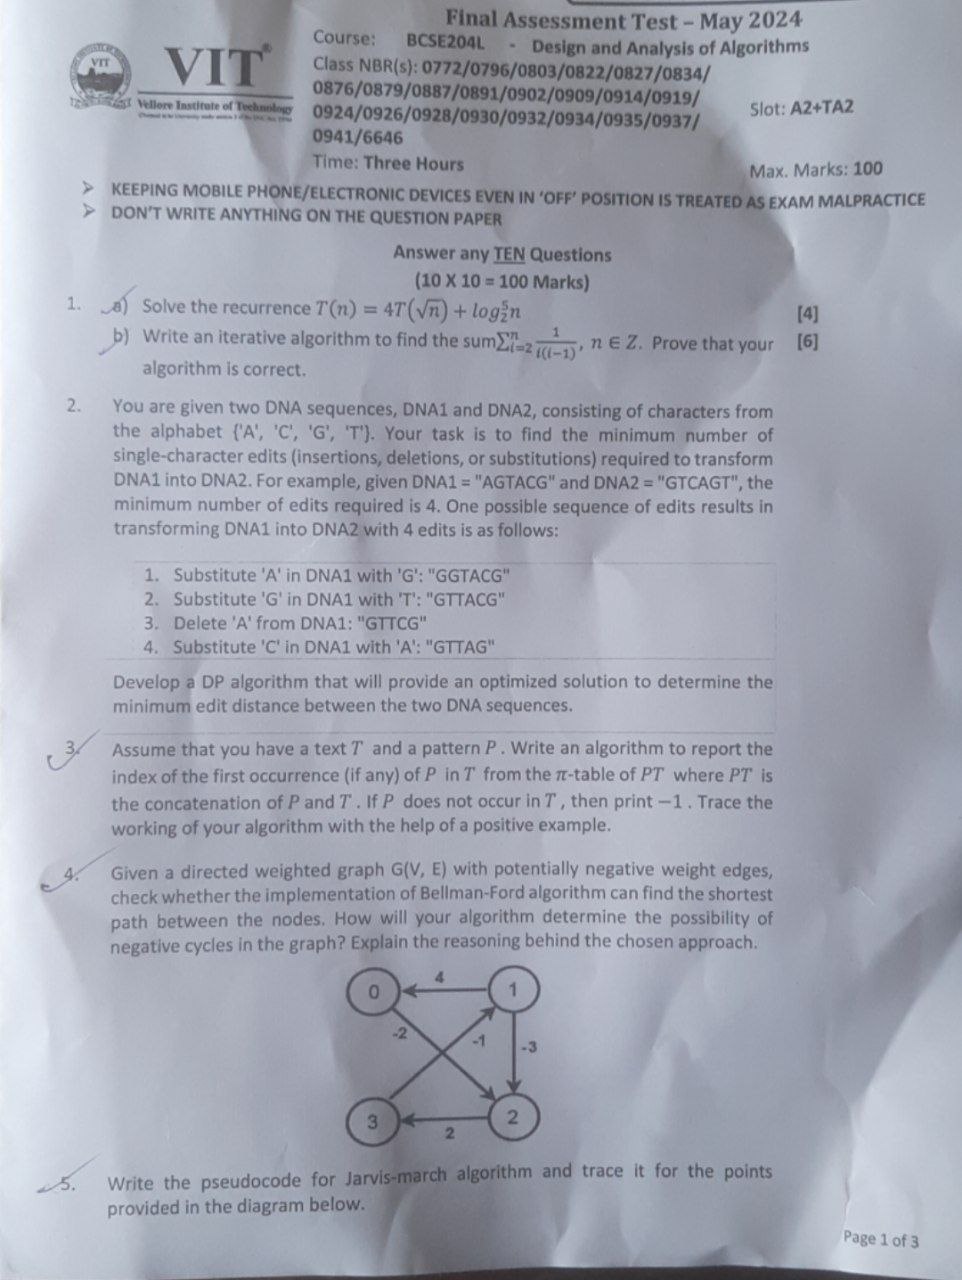 Final Assessment Test – May 2024
Course: BCSE204L - Design and Analysis of Algorithms
Class NBR(s): 0772/0796/0803/0822/0827/0834/
0876/0879/0887/0891/0902/0909/0914/0919/
0924/0926/0928/0930/0932/0934/0935/0937/
0941/6646
Slot: A2+TA2
Time: Three Hours
Max. Marks: 100
VIT
VIT®
Vellore Institute of Technology
➢ KEEPING MOBILE PHONE/ELECTRONIC DEVICES EVEN IN ‘OFF’ POSITION IS TREATED AS EXAM MALPRACTICE
➢ DON’T WRITE ANYTHING ON THE QUESTION PAPER
Answer any TEN Questions
(10 X 10 = 100 Marks)
1. a) Solve the recurrence T(n) = 4T(√n) + log₂⁵n [4]
b) Write an iterative algorithm to find the sum∑ⁿᵢ₌₂ 1/i(i−1), n ∈ Z. Prove that your [6]
algorithm is correct.
2. You are given two DNA sequences, DNA1 and DNA2, consisting of characters from
the alphabet {'A', 'C', 'G', 'T'}. Your task is to find the minimum number of
single-character edits (insertions, deletions, or substitutions) required to transform
DNA1 into DNA2. For example, given DNA1 = "AGTACG" and DNA2 = "GTCAGT", the
minimum number of edits required is 4. One possible sequence of edits results in
transforming DNA1 into DNA2 with 4 edits is as follows:
1. Substitute 'A' in DNA1 with 'G': "GGTACG"
2. Substitute 'G' in DNA1 with 'T': "GTTACG"
3. Delete 'A' from DNA1: "GTTCG"
4. Substitute 'C' in DNA1 with 'A': "GTTAG"
Develop a DP algorithm that will provide an optimized solution to determine the
minimum edit distance between the two DNA sequences.
3. Assume that you have a text T and a pattern P. Write an algorithm to report the
index of the first occurrence (if any) of P in T from the π-table of PT where PT is
the concatenation of P and T. If P does not occur in T, then print −1. Trace the
working of your algorithm with the help of a positive example.
4. Given a directed weighted graph G(V, E) with potentially negative weight edges,
check whether the implementation of Bellman-Ford algorithm can find the shortest
path between the nodes. How will your algorithm determine the possibility of
negative cycles in the graph? Explain the reasoning behind the chosen approach.
0 4 1
-2 -1 -3
3 2 2
5. Write the pseudocode for Jarvis-march algorithm and trace it for the points
provided in the diagram below.
Page 1 of 3